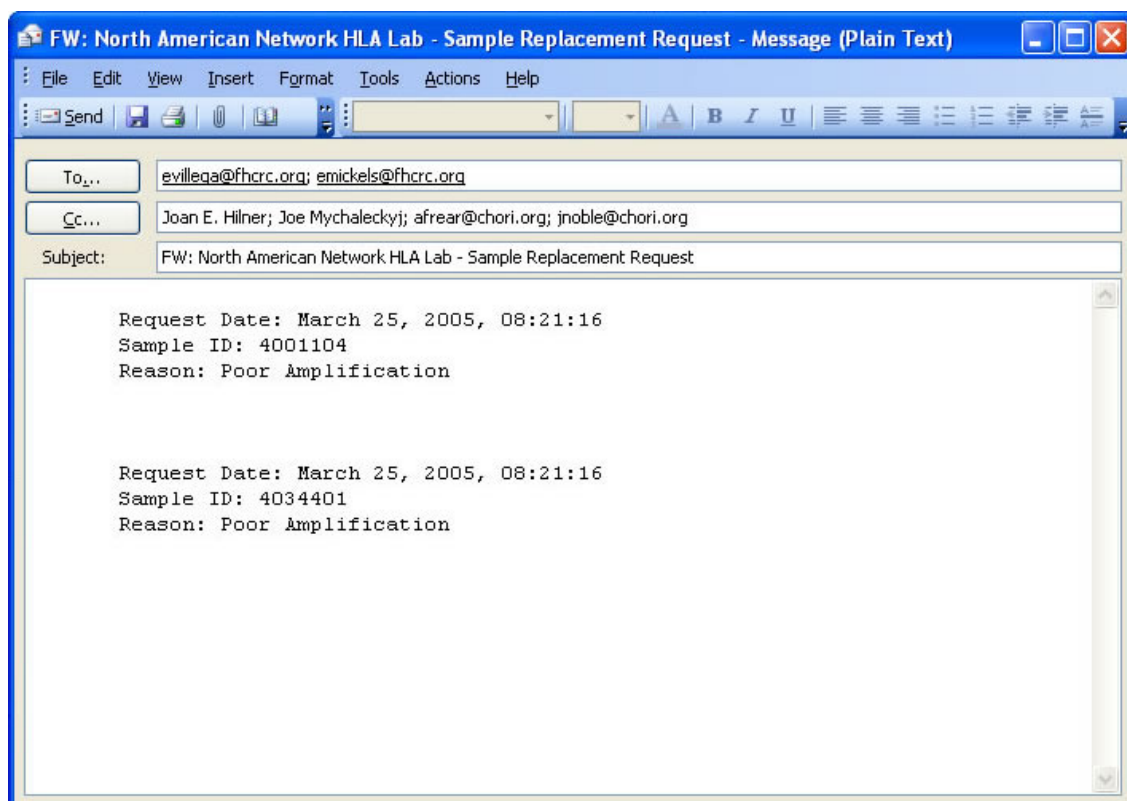 FW: North American Network HLA Lab - Sample Replacement Request - Message (Plain Text)
File Edit View Insert Format Tools Actions Help
Send A B I U
To... evillega@fhcrc.org; emickels@fhcrc.org
Cc... Joan E. Hilner; Joe Mychaleckyj; afrear@chori.org; jnoble@chori.org
Subject: FW: North American Network HLA Lab - Sample Replacement Request
Request Date: March 25, 2005, 08:21:16
Sample ID: 4001104
Reason: Poor Amplification
Request Date: March 25, 2005, 08:21:16
Sample ID: 4034401
Reason: Poor Amplification